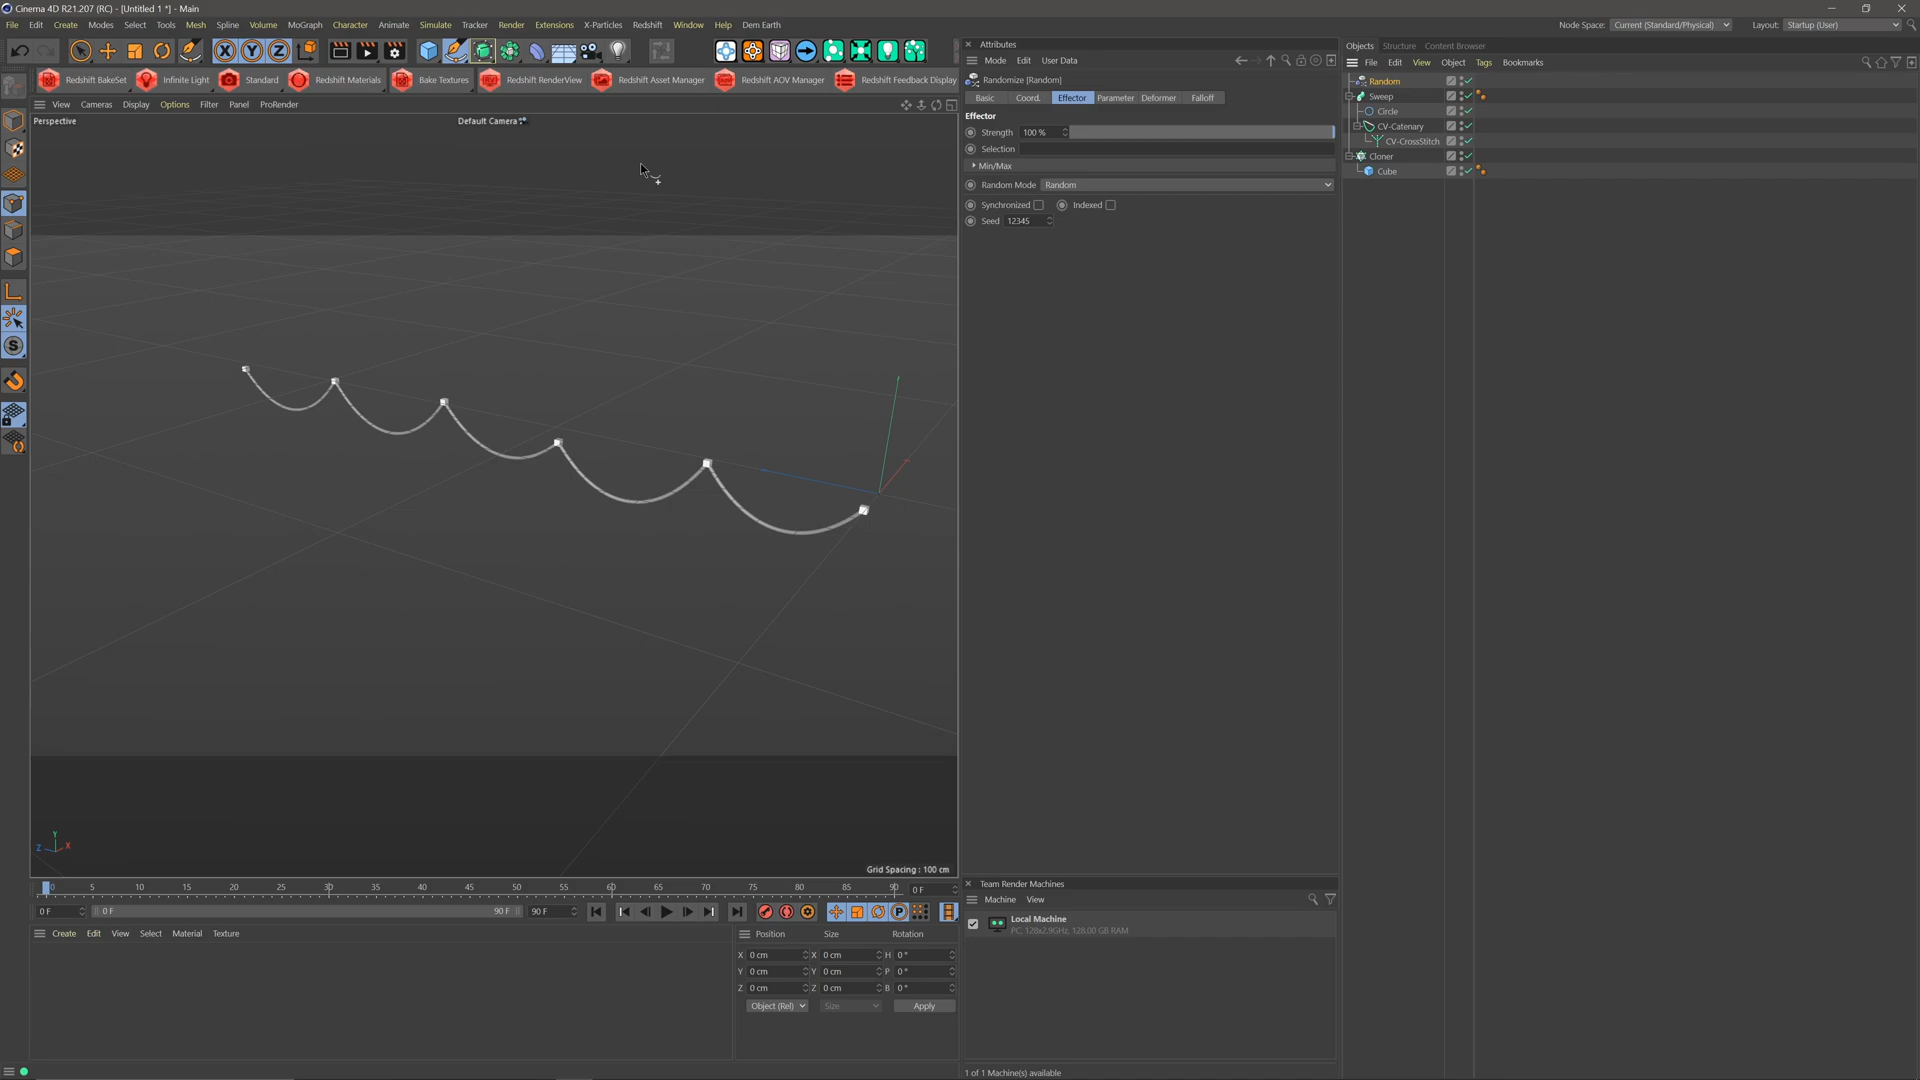 Cinema 4D R21.207 (RC) - [Untitled 1 *] - Main
File Edit Create Modes Select Tools Mesh Spline Volume MoGraph Character Animate Simulate Tracker Render Extensions X-Particles Redshift Window Help Dem Earth
Node Space: Current (Standard/Physical) Layout: Startup (User)
X Y Z
Redshift BakeSet Infinite Light Standard Redshift Materials Bake Textures Redshift RenderView Redshift Asset Manager Redshift AOV Manager Redshift Feedback Display
View Cameras Display Options Filter Panel ProRender
Perspective
Default Camera
Y
Z X
Grid Spacing : 100 cm
Attributes
Mode Edit User Data
Randomize [Random]
Basic Coord. Effector Parameter Deformer Falloff
Effector
Strength 100 %
Selection
Min/Max
Random Mode Random
Synchronized Indexed
Seed 12345
Objects Structure Content Browser
File Edit View Object Tags Bookmarks
Random
Sweep
Circle
CV-Catenary
CV-CrossStitch
Cloner
Cube
0 5 10 15 20 25 30 35 40 45 50 55 60 65 70 75 80 85 90 0 F
0 F 0 F 90 F 90 F
Create Edit View Select Material Texture
Position Size Rotation
X 0 cm X 0 cm H 0 °
Y 0 cm Y 0 cm P 0 °
Z 0 cm Z 0 cm B 0 °
Object (Rel) Size Apply
Team Render Machines
Machine View
Local Machine
PC, 128x2.9GHz, 128.00 GB RAM
1 of 1 Machine(s) available